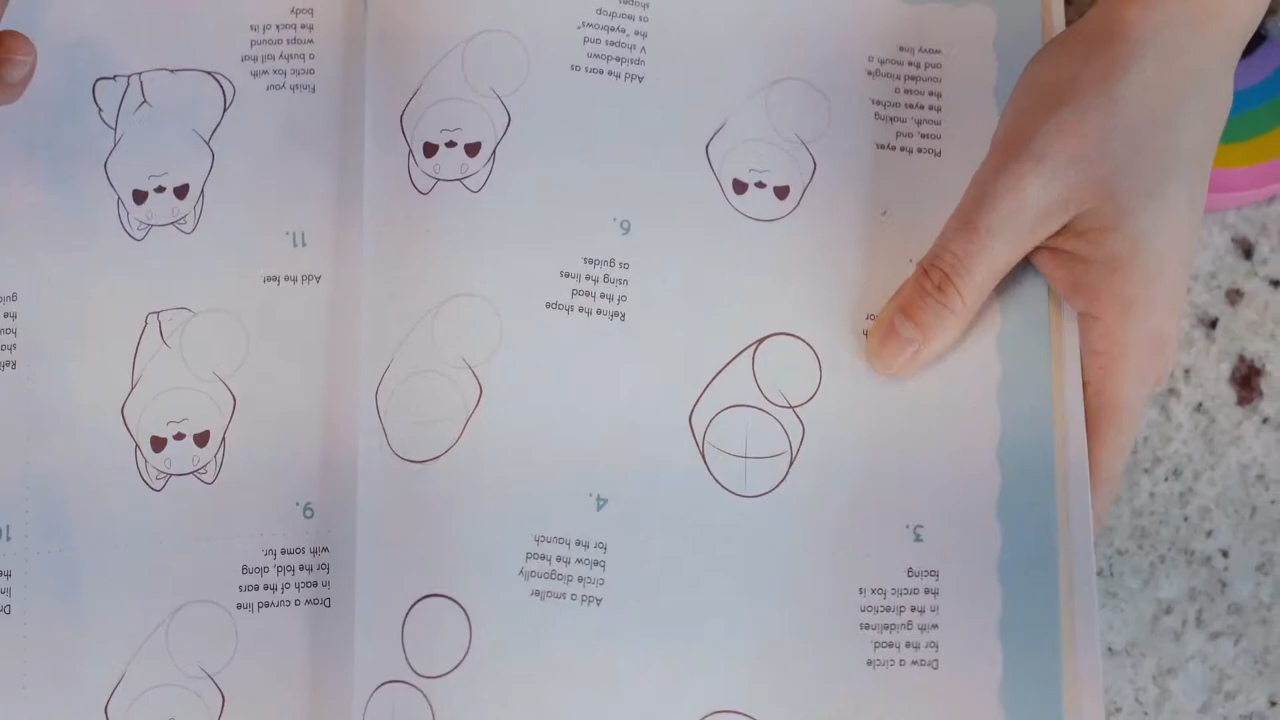 Draw a circle
for the head,
with guidelines
in the direction
the arctic fox is
facing.
Add a smaller
circle diagonally
below the head
for the haunch.
3.
4.
Refine the shape
of the head
using the lines
as guides.
Place the eyes,
nose, and
mouth, making
the eyes arches,
the nose a
rounded triangle,
and the mouth a
wavy line.
6.
Add the ears as
upside-down
V shapes and
the "eyebrows"
as teardrop
shapes
Draw a curved line
in each of the ears
for the fold, along
with some fur.
9.
Add the feet
10
the
11.
Finish your
arctic fox with
a bushy tail that
wraps around
the back of its
body